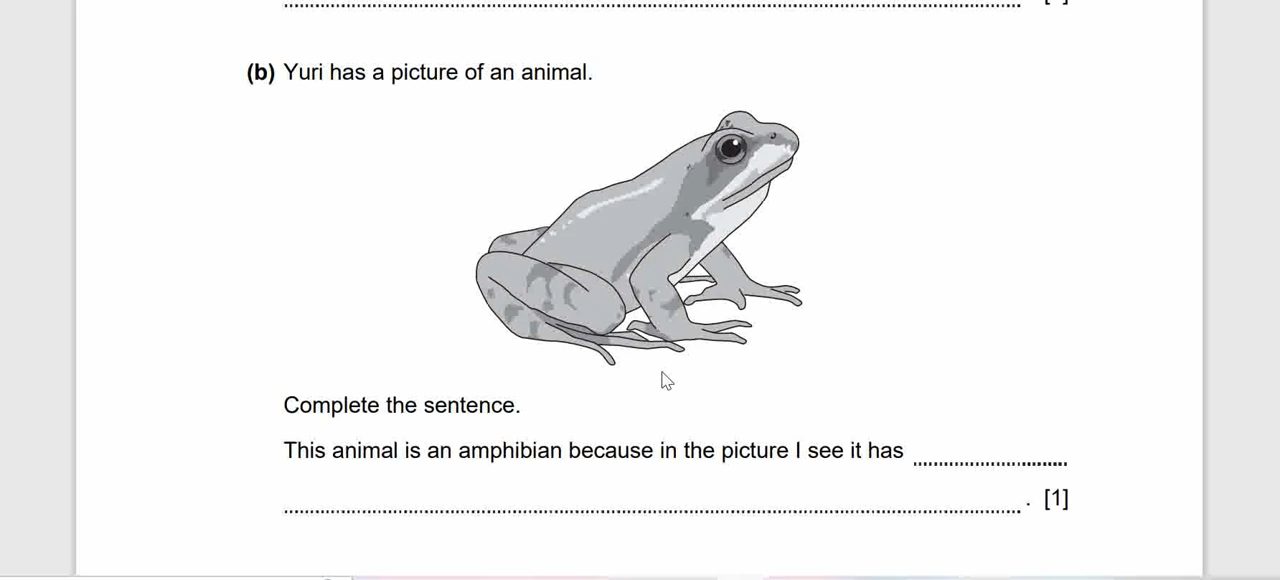 (b) Yuri has a picture of an animal.
Complete the sentence.
This animal is an amphibian because in the picture I see it has ....................
.................................................................. . [1]